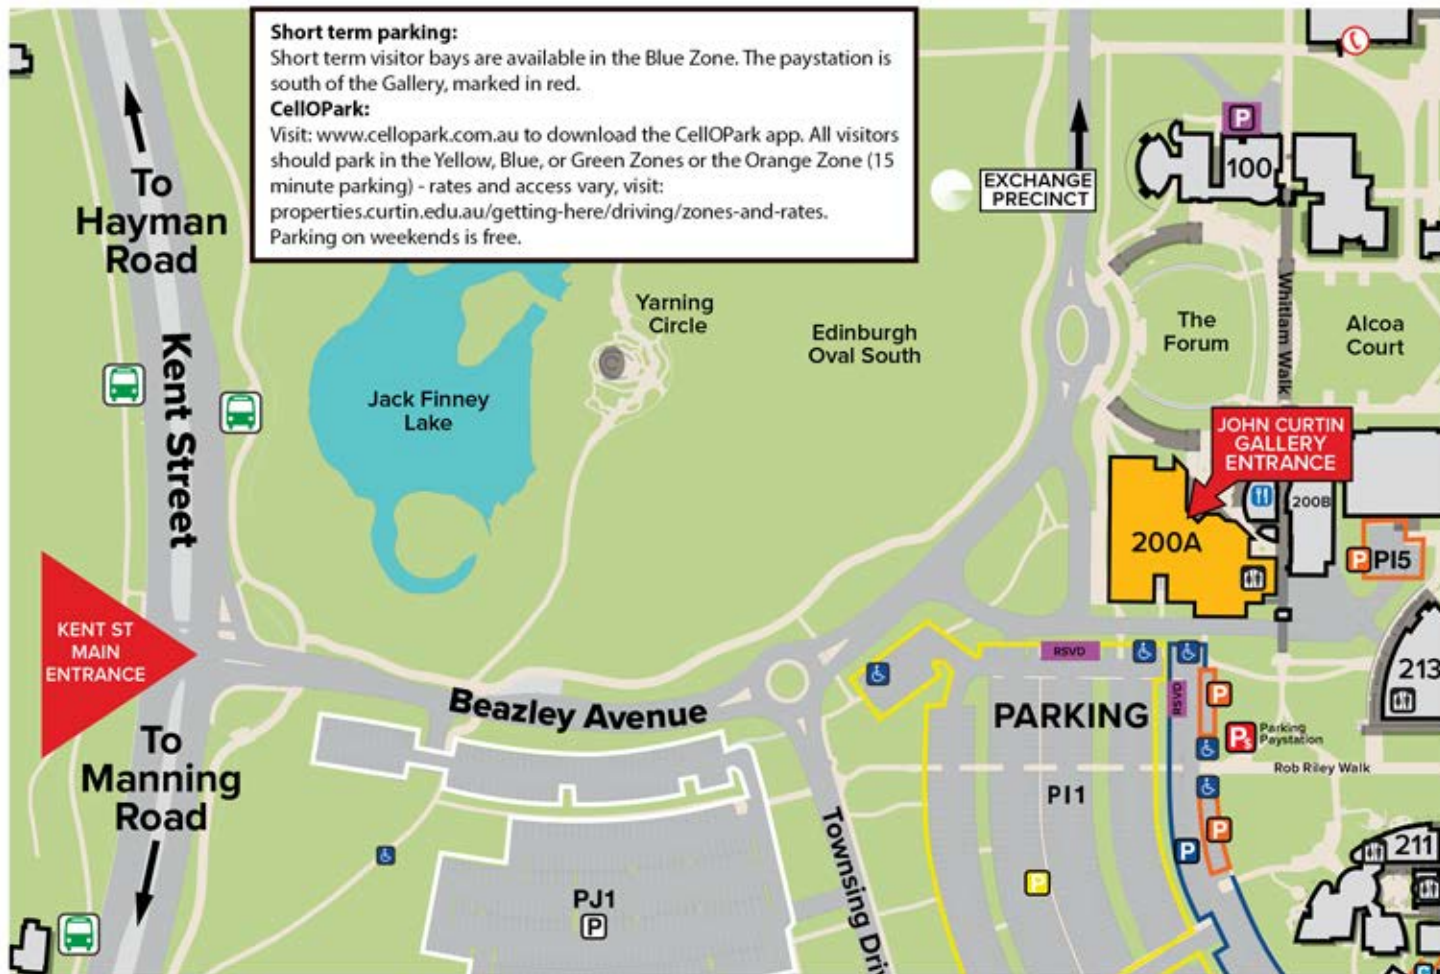 Short term parking:
Short term visitor bays are available in the Blue Zone. The paystation is
south of the Gallery, marked in red.
CellOPark:
Visit: www.cellopark.com.au to download the CellOPark app. All visitors
should park in the Yellow, Blue, or Green Zones or the Orange Zone (15
minute parking) - rates and access vary, visit:
properties.curtin.edu.au/getting-here/driving/zones-and-rates.
Parking on weekends is free.
To
Hayman
Road
Kent Street
EXCHANGE
PRECINCT
P
100
Yarning
Circle
Edinburgh
Oval South
The
Forum
Whitlam Walk
Alcoa
Court
Jack Finney
Lake
JOHN CURTIN
GALLERY
ENTRANCE
200A
200B
P PI5
KENT ST
MAIN
ENTRANCE
213
RSVD
RSVD
P
Beazley Avenue
PARKING
P$ Parking
Paystation
Rob Riley Walk
To
Manning
Road
PI1
Townsing Driv
P
P
211
P
PJ1
P